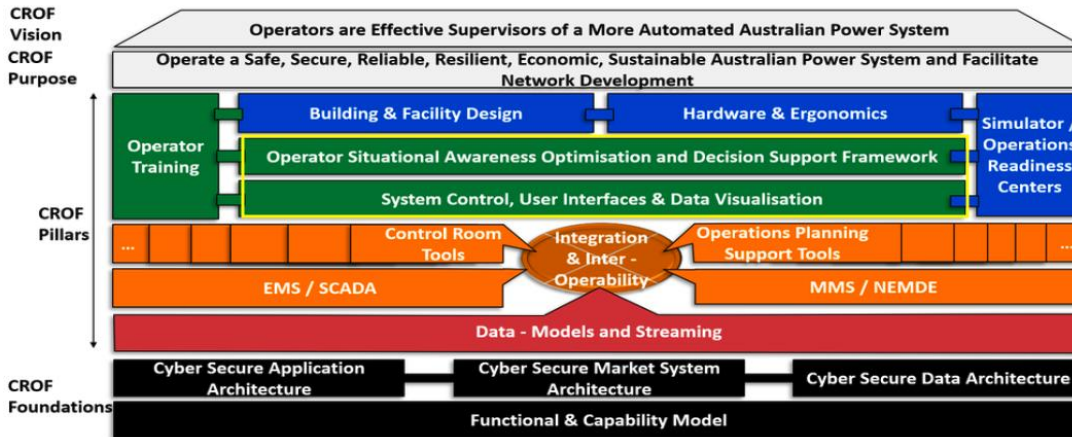 CROF
Vision
Operators are Effective Supervisors of a More Automated Australian Power System
CROF
Purpose
Operate a Safe, Secure, Reliable, Resilient, Economic, Sustainable Australian Power System and Facilitate
Network Development
CROF
Pillars
Operator
Training
Building & Facility Design
Hardware & Ergonomics
Simulator /
Operations
Readiness
Centers
Operator Situational Awareness Optimisation and Decision Support Framework
System Control, User Interfaces & Data Visualisation
...
Control Room
Tools
Integration
& Inter -
Operability
Operations Planning
Support Tools
...
EMS / SCADA
MMS / NEMDE
Data - Models and Streaming
CROF
Foundations
Cyber Secure Application
Architecture
Cyber Secure Market System
Architecture
Cyber Secure Data Architecture
Functional & Capability Model